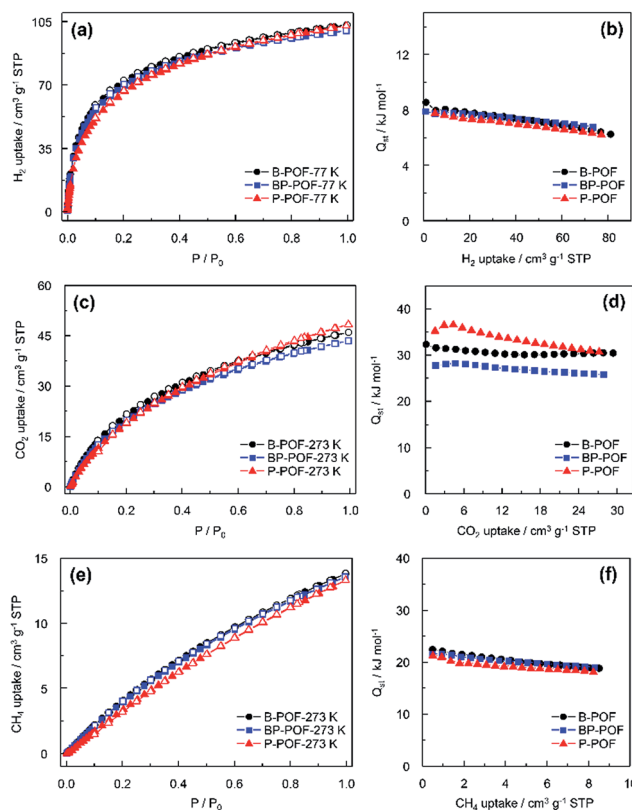 (a)
H₂ uptake / cm³ g⁻¹ STP
105
70
35
0
B-POF-77 K
BP-POF-77 K
P-POF-77 K
0.0 0.2 0.4 0.6 0.8 1.0
P / P₀
(b)
Qst / kJ mol⁻¹
12
8
4
0
B-POF
BP-POF
P-POF
0 20 40 60 80 100
H₂ uptake / cm³ g⁻¹ STP
(c)
CO₂ uptake / cm³ g⁻¹ STP
60
45
30
15
0
B-POF-273 K
BP-POF-273 K
P-POF-273 K
0.0 0.2 0.4 0.6 0.8 1.0
P / P₀
(d)
Qst / kJ mol⁻¹
40
30
20
10
0
B-POF
BP-POF
P-POF
0 6 12 18 24 30
CO₂ uptake / cm³ g⁻¹ STP
(e)
CH₄ uptake / cm³ g⁻¹ STP
15
10
5
0
B-POF-273 K
BP-POF-273 K
P-POF-273 K
0.0 0.2 0.4 0.6 0.8 1.0
P / P₀
(f)
Qst / kJ mol⁻¹
40
30
20
10
0
B-POF
BP-POF
P-POF
0 2 4 6 8 10
CH₄ uptake / cm³ g⁻¹ STP